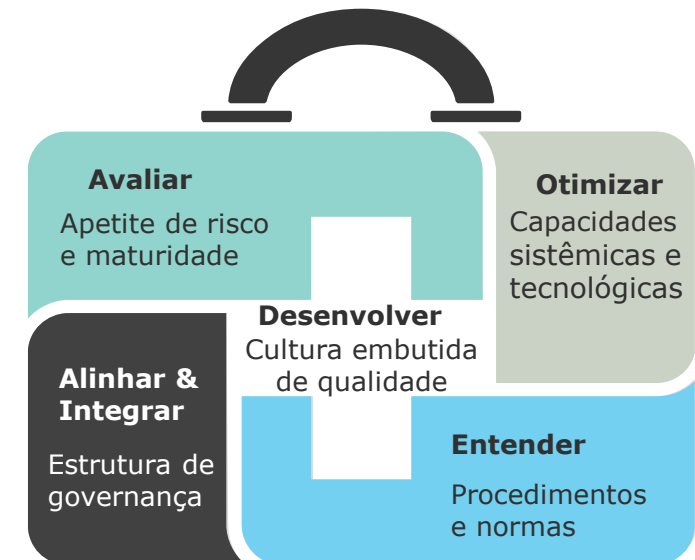 Avaliar
Apetite de risco
e maturidade
Otimizar
Capacidades
sistêmicas e
tecnológicas
Desenvolver
Cultura embutida
de qualidade
Alinhar &
Integrar
Estrutura de
governança
Entender
Procedimentos
e normas